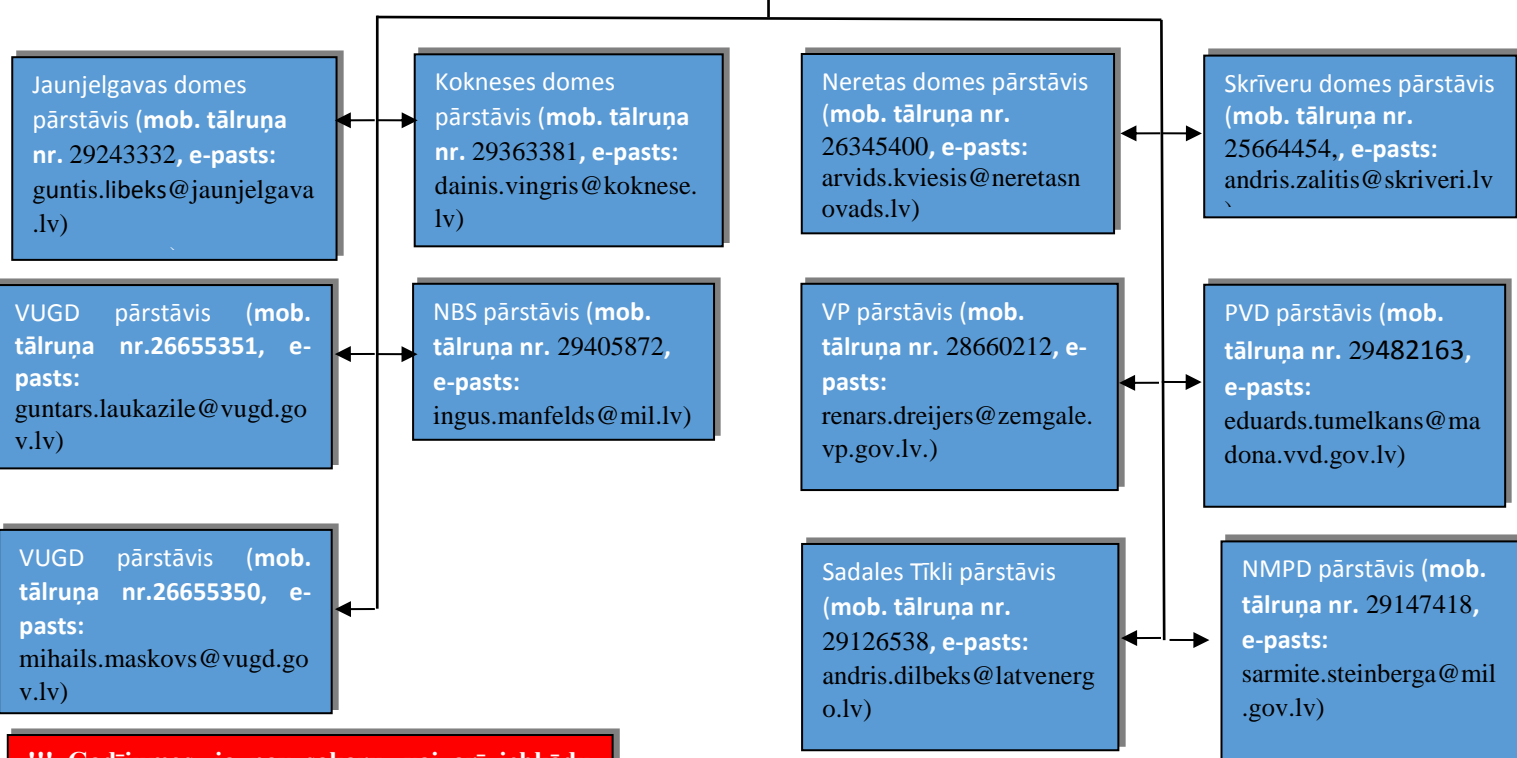 Jaunjelgavas domes
pārstāvis (mob. tālruņa
nr. 29243332, e-pasts:
guntis.libeks@jaunjelgava
.lv)
Kokneses domes
pārstāvis (mob. tālruņa
nr. 29363381, e-pasts:
dainis.vingris@koknese.
lv)
Neretas domes pārstāvis
(mob. tālruņa nr.
26345400, e-pasts:
arvids.kviesis@neretasn
ovads.lv)
Skrīveru domes pārstāvis
(mob. tālruņa nr.
25664454,, e-pasts:
andris.zalitis@skriveri.lv
)
VUGD pārstāvis (mob.
tālruņa nr.26655351, e-
pasts:
guntars.laukazile@vugd.go
v.lv)
NBS pārstāvis (mob.
tālruņa nr. 29405872,
e-pasts:
ingus.manfelds@mil.lv)
VP pārstāvis (mob.
tālruņa nr. 28660212, e-
pasts:
renars.dreijers@zemgale.
vp.gov.lv.)
PVD pārstāvis (mob.
tālruņa nr. 29482163,
e-pasts:
eduards.tumelkans@ma
dona.vvd.gov.lv)
VUGD pārstāvis (mob.
tālruņa nr.26655350, e-
pasts:
mihails.maskovs@vugd.go
v.lv)
Sadales Tīkli pārstāvis
(mob. tālruņa nr.
29126538, e-pasts:
andris.dilbeks@latvenerg
o.lv)
NMPD pārstāvis (mob.
tālruņa nr. 29147418,
e-pasts:
sarmite.steinberga@mil
.gov.lv)